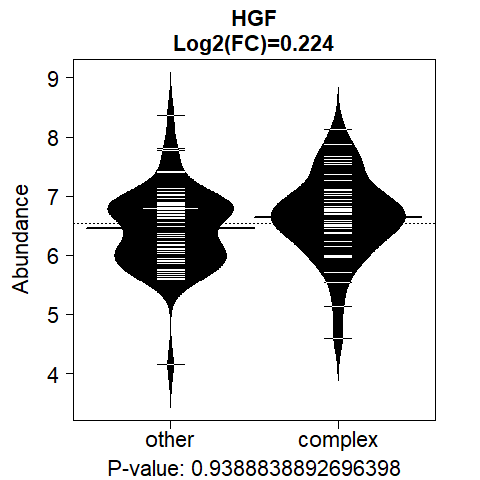 HGF
Log2(FC)=0.224
Abundance
9
8
7
6
5
4
other complex
P-value: 0.9388838892696398